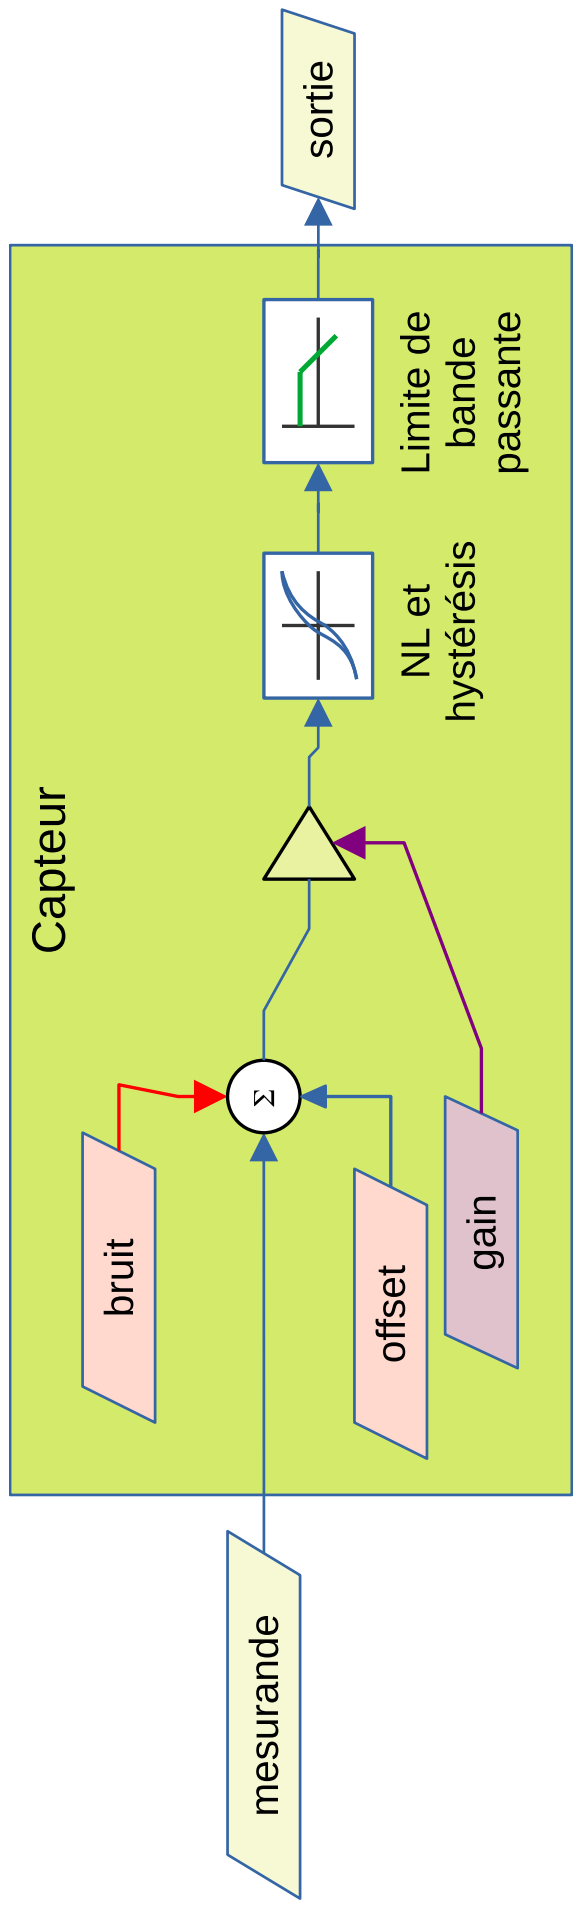 Capteur
mesurande
bruit
Σ
offset
gain
NL et
hystérésis
Limite de
bande
passante
sortie